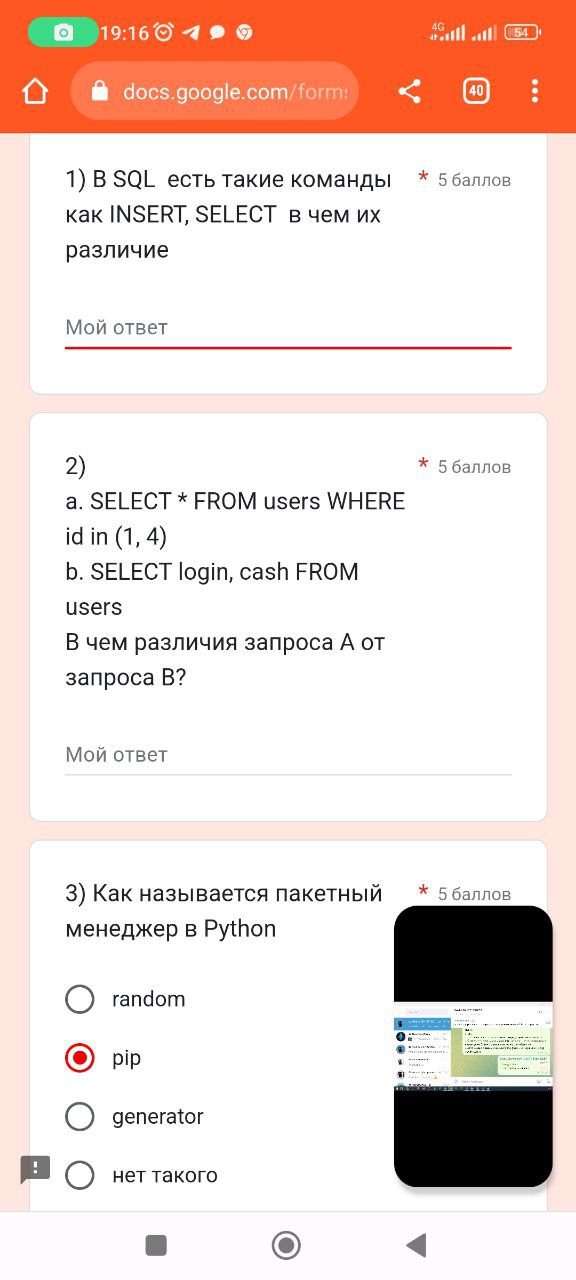 19:16
4G
54
docs.google.com/forms
40
1) В SQL есть такие команды
* 5 баллов
как INSERT, SELECT в чем их
различие
Мой ответ
2)
* 5 баллов
a. SELECT * FROM users WHERE
id in (1, 4)
b. SELECT login, cash FROM
users
В чем различия запроса А от
запроса В?
Мой ответ
3) Как называется пакетный
* 5 баллов
менеджер в Python
random
pip
generator
нет такого